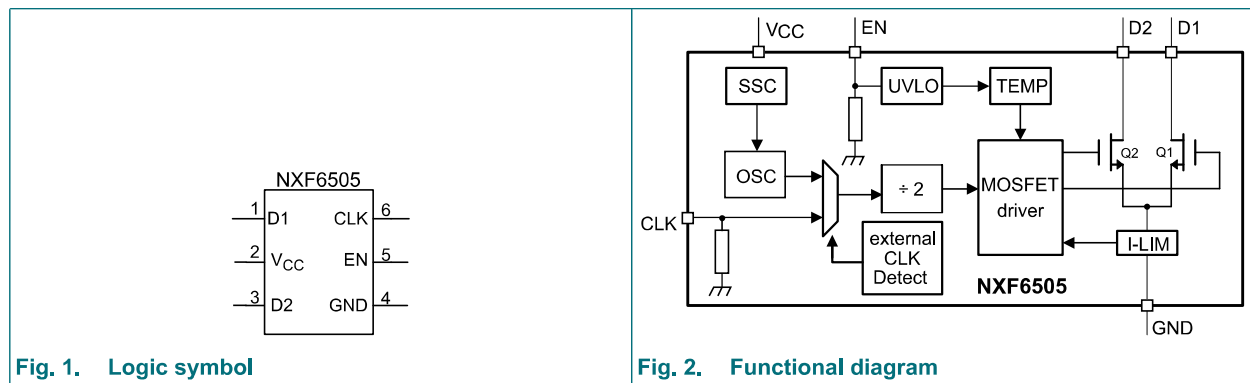 NXF6505
1 D1 CLK 6
2 VCC EN 5
3 D2 GND 4
Fig. 1. Logic symbol
VCC EN D2 D1
SSC UVLO TEMP
OSC Q2 Q1
÷ 2 MOSFET
driver
CLK
external
CLK
Detect
I-LIM
NXF6505
GND
Fig. 2. Functional diagram